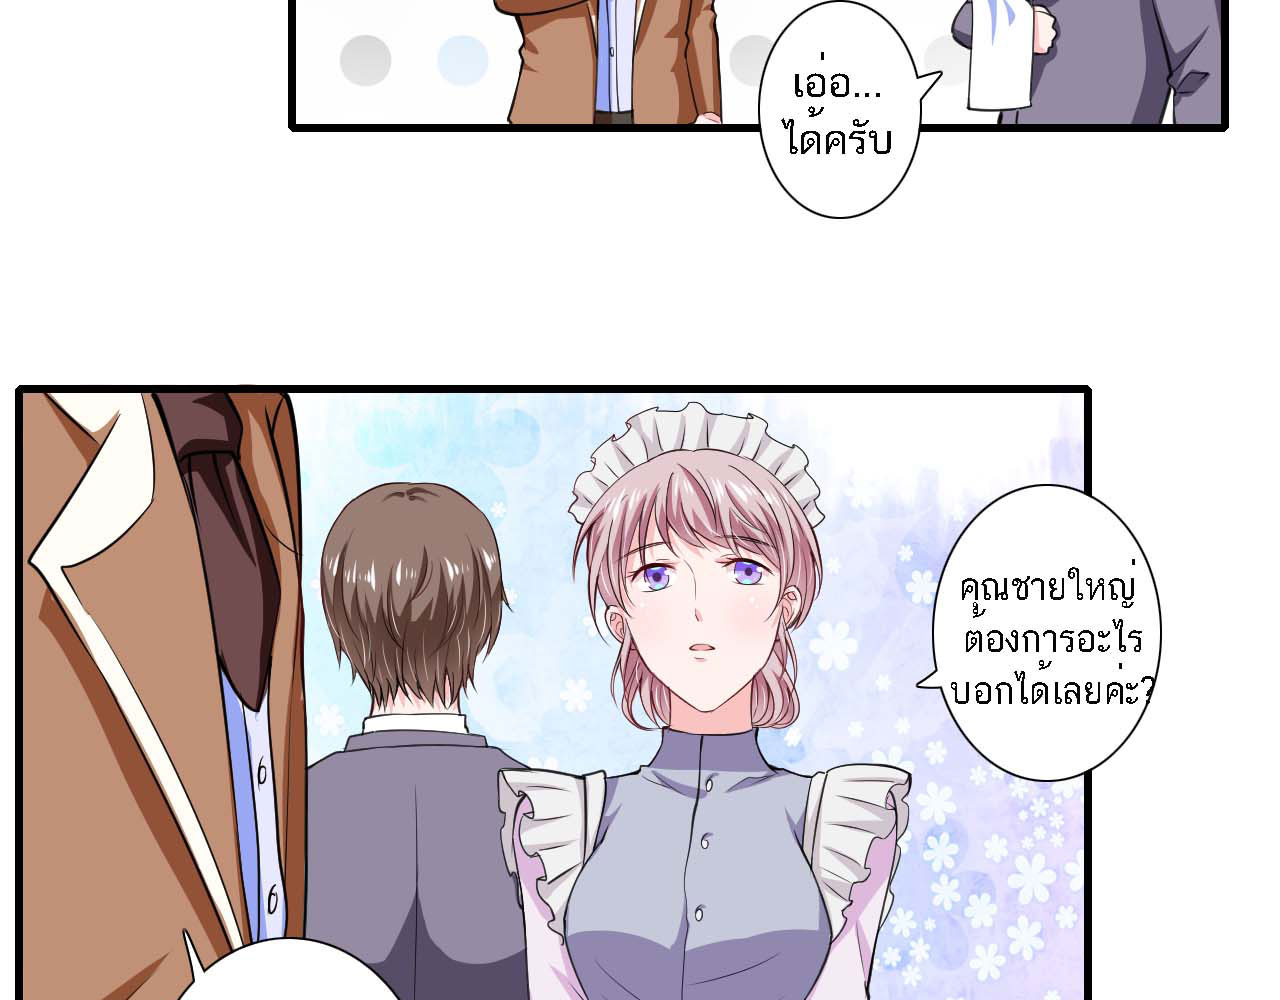 เอ่อ...
ได้ครับ
คุณชายใหญ่
ต้องการอะไร
บอกได้เลยค่ะ?